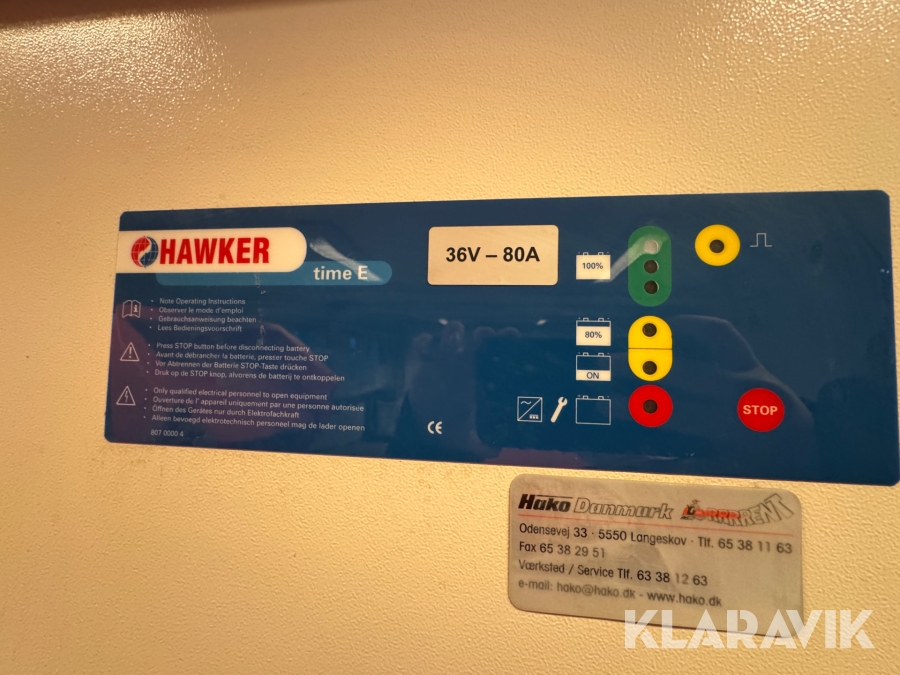 HAWKER
time E
36V – 80A
100%
80%
ON
STOP
• Note Operating Instructions
• Observer le mode d'emploi
• Gebrauchsanweisung beachten
• Lees Bedieningsvoorschrift
• Press STOP button before disconnecting battery
• Avant de débrancher la batterie, presser touche STOP
• Vor Abtrennen der Batterie STOP-Taste drücken
• Druk op de STOP knop, alvorens de batterij te ontkoppelen
• Only qualified electrical personnel to open equipment
• Ouverture du l' appareil uniquement par une personne autorisée
• Öffnen des Gerätes nur durch Elektrofachkraft
• Alleen bevoegd elektrotechnisch personeel mag de lader openen
807 0000 4
CE
Hako Danmark
Odensevej 33 · 5550 Langeskov · Tlf. 65 38 11 63
Fax 65 38 29 51
Værksted / Service Tlf. 63 38 12 63
e-mail: hako@hako.dk - www.hako.dk
KLARAVIK